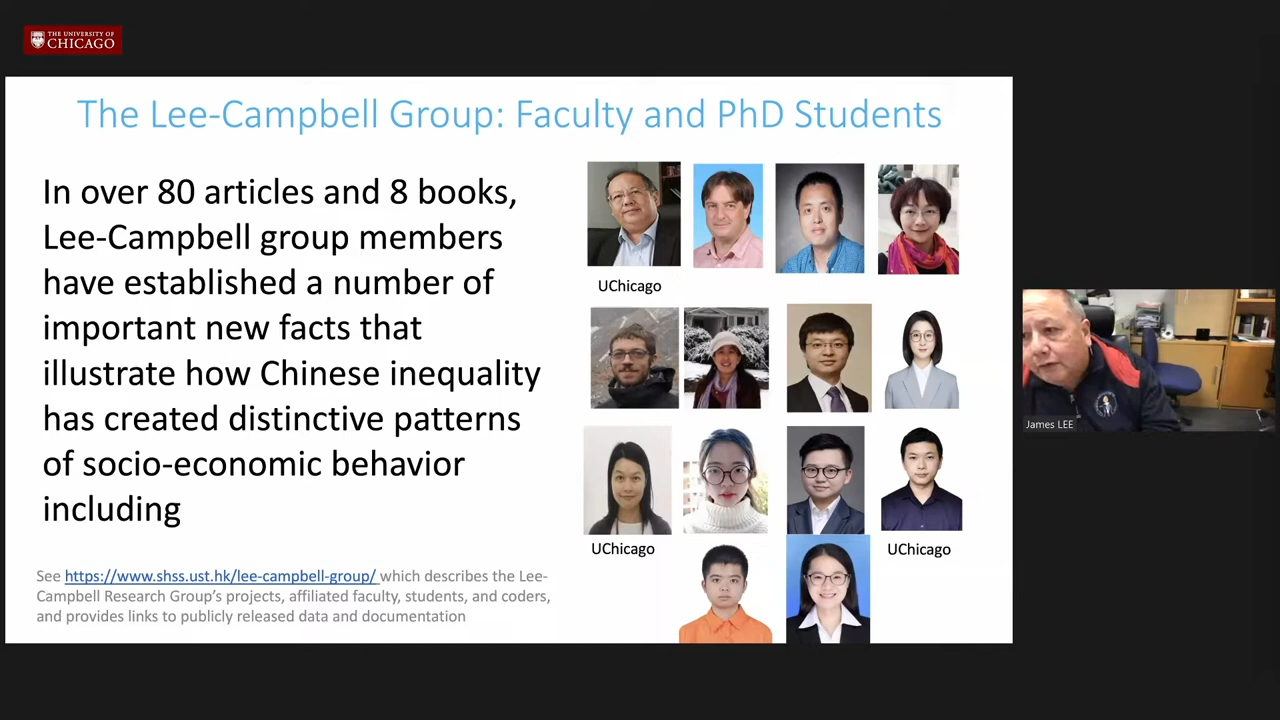 THE UNIVERSITY OF
CHICAGO
The Lee-Campbell Group: Faculty and PhD Students
In over 80 articles and 8 books,
Lee-Campbell group members
have established a number of
important new facts that
illustrate how Chinese inequality
has created distinctive patterns
of socio-economic behavior
including
See https://www.shss.ust.hk/lee-campbell-group/ which describes the Lee-
Campbell Research Group's projects, affiliated faculty, students, and coders,
and provides links to publicly released data and documentation
UChicago
UChicago
UChicago
James LEE